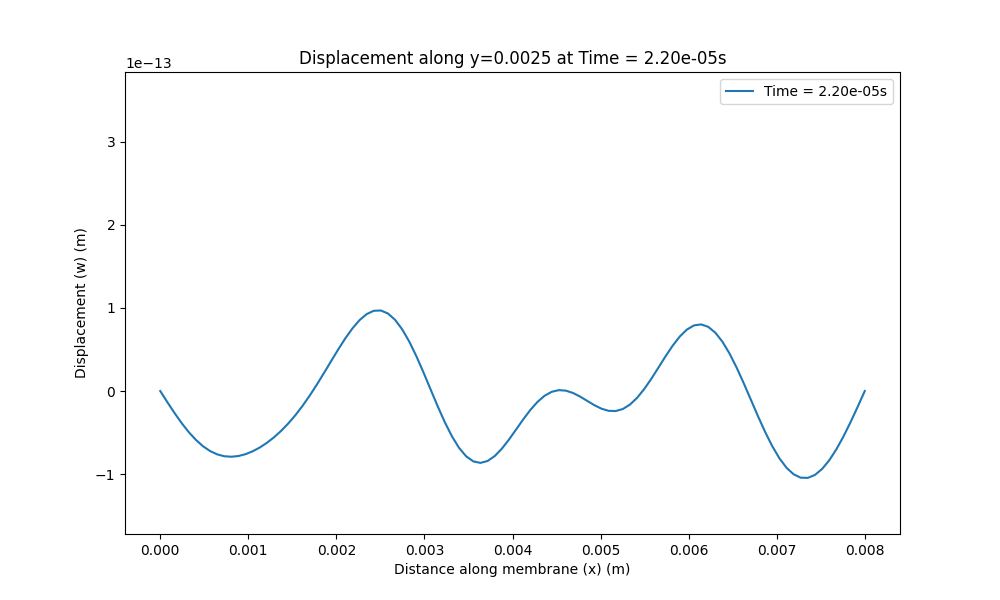 Displacement along y=0.0025 at Time = 2.20e-05s
1e−13
Time = 2.20e-05s
3
2
1
0
−1
Displacement (w) (m)
0.000 0.001 0.002 0.003 0.004 0.005 0.006 0.007 0.008
Distance along membrane (x) (m)